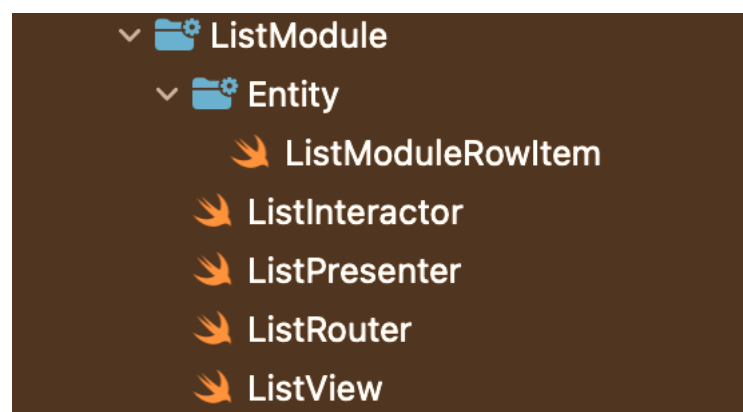 ListModule
Entity
ListModuleRowItem
ListInteractor
ListPresenter
ListRouter
ListView